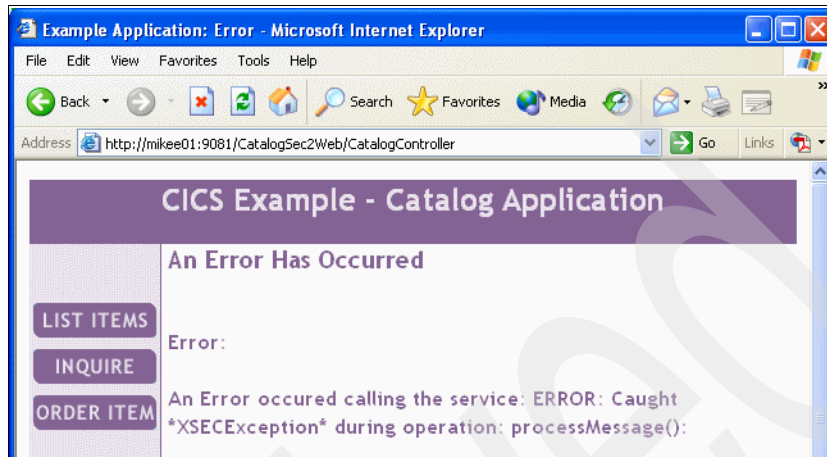 Example Application: Error - Microsoft Internet Explorer
File Edit View Favorites Tools Help
Back Search Favorites Media
Address http://mikee01:9081/CatalogSec2Web/CatalogController Go Links
CICS Example - Catalog Application
An Error Has Occurred
LIST ITEMS
Error:
INQUIRE
An Error occured calling the service: ERROR: Caught
ORDER ITEM
*XSECException* during operation: processMessage():